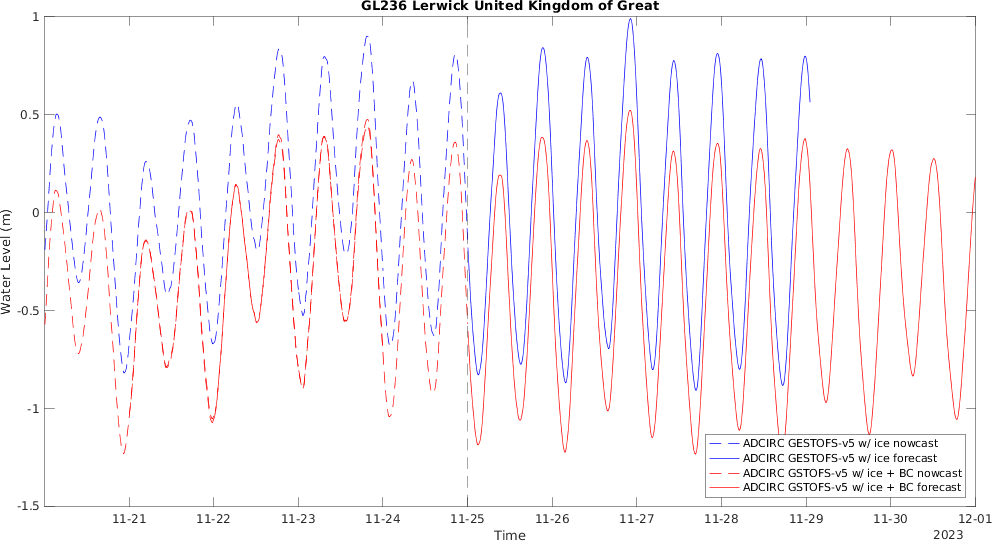 GL236 Lerwick United Kingdom of Great
Water Level (m)
1
0.5
0
-0.5
-1
-1.5
11-21 11-22 11-23 11-24 11-25 11-26 11-27 11-28 11-29 11-30 12-01
Time
2023
ADCIRC GESTOFS-v5 w/ ice nowcast
ADCIRC GESTOFS-v5 w/ ice forecast
ADCIRC GSTOFS-v5 w/ ice + BC nowcast
ADCIRC GSTOFS-v5 w/ ice + BC forecast